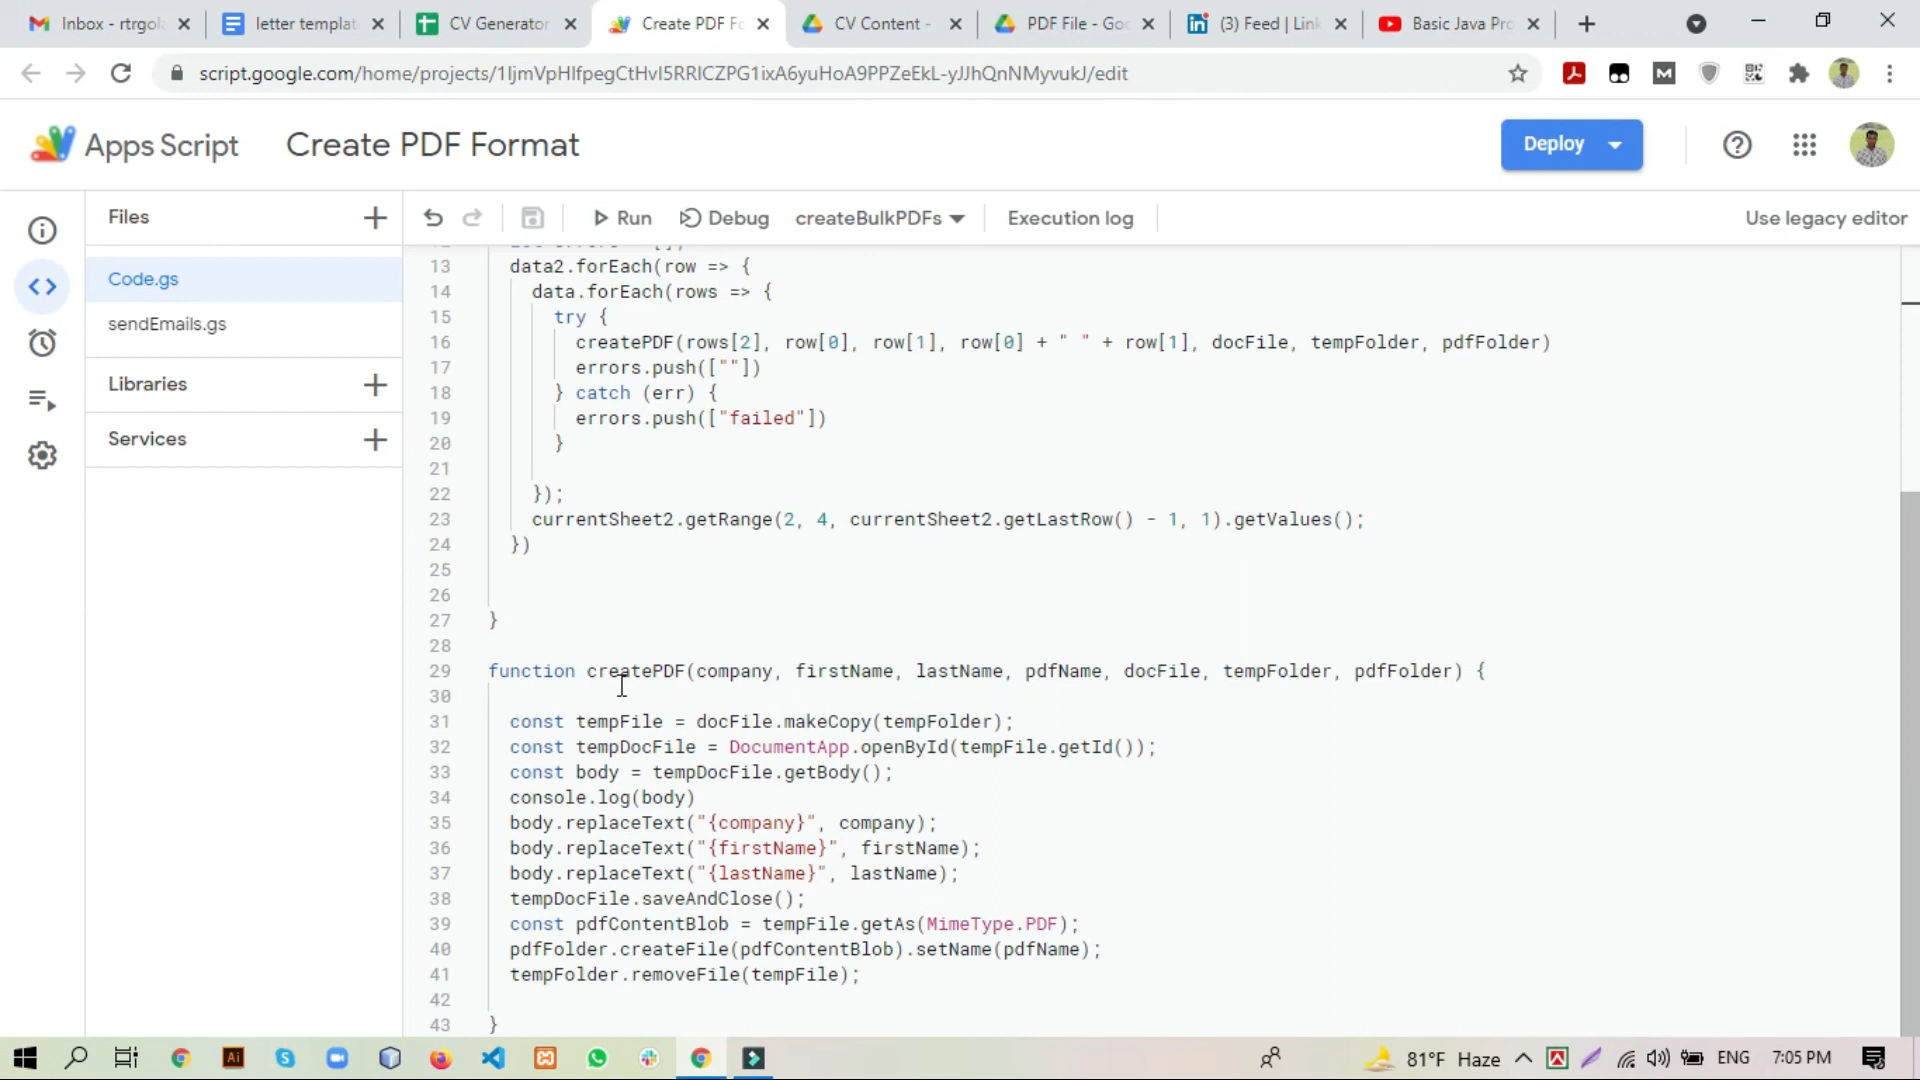 Inbox - rtrgola
letter templat
CV Generator
Create PDF Fo
CV Content -
PDF File - Goo
(3) Feed | Link
Basic Java Pro
script.google.com/home/projects/1ljmVpHlfpegCtHvI5RRICZPG1ixA6yuHoA9PPZeEkL-yJJhQnNMyvukJ/edit
Apps Script
Create PDF Format
Deploy
Files
Run
Debug
createBulkPDFs
Execution log
Use legacy editor
Code.gs
sendEmails.gs
Libraries
Services
13 data2.forEach(row => {
14 data.forEach(rows => {
15 try {
16 createPDF(rows[2], row[0], row[1], row[0] + " " + row[1], docFile, tempFolder, pdfFolder)
17 errors.push([""])
18 } catch (err) {
19 errors.push(["failed"])
20 }
21
22 });
23 currentSheet2.getRange(2, 4, currentSheet2.getLastRow() - 1, 1).getValues();
24 })
25
26
27 }
28
29 function createPDF(company, firstName, lastName, pdfName, docFile, tempFolder, pdfFolder) {
30
31 const tempFile = docFile.makeCopy(tempFolder);
32 const tempDocFile = DocumentApp.openById(tempFile.getId());
33 const body = tempDocFile.getBody();
34 console.log(body)
35 body.replaceText("{company}", company);
36 body.replaceText("{firstName}", firstName);
37 body.replaceText("{lastName}", lastName);
38 tempDocFile.saveAndClose();
39 const pdfContentBlob = tempFile.getAs(MimeType.PDF);
40 pdfFolder.createFile(pdfContentBlob).setName(pdfName);
41 tempFolder.removeFile(tempFile);
42
43 }
81°F Haze
ENG
7:05 PM